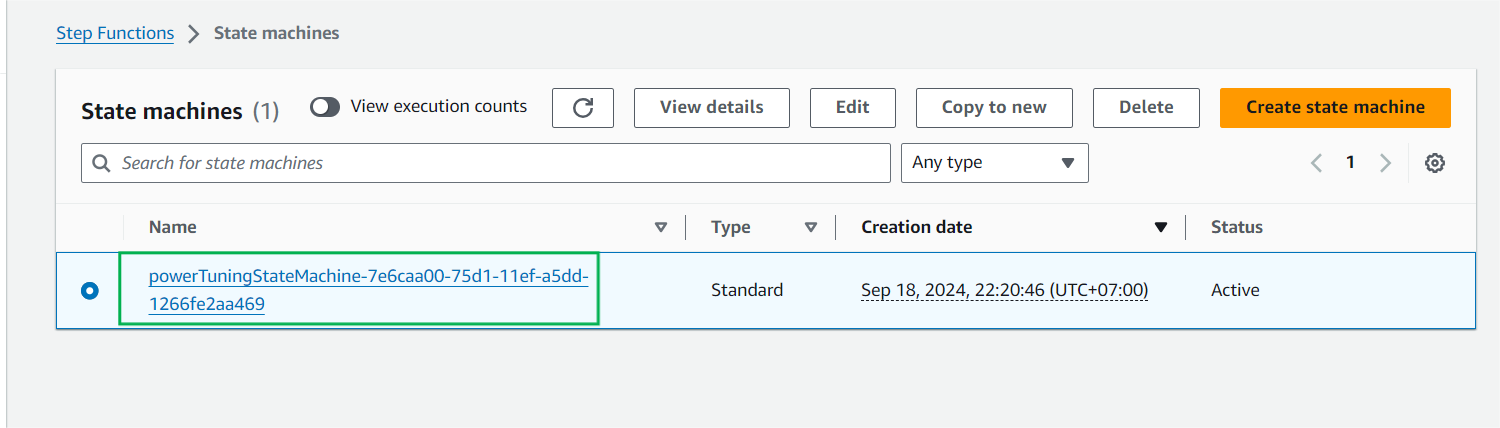 Step Functions > State machines
State machines (1) View execution counts View details Edit Copy to new Delete Create state machine
Search for state machines Any type 1
Name Type Creation date Status
powerTuningStateMachine-7e6caa00-75d1-11ef-a5dd-
1266fe2aa469 Standard Sep 18, 2024, 22:20:46 (UTC+07:00) Active